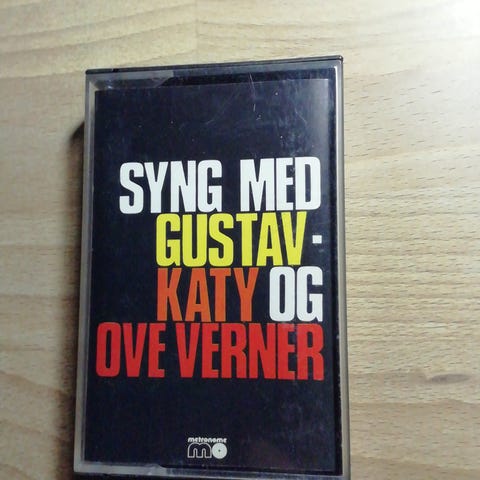 SYNG MED
GUSTAV·
KATY OG
OVE VERNER
metronome